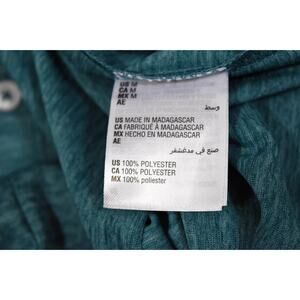 US M
CA M
MX M
AE
وسط
US MADE IN MADAGASCAR
CA FABRIQUÉ À MADAGASCAR
MX HECHO EN MADAGASCAR
AE
صنع في مدغشقر
US 100% POLYESTER
CA 100% POLYESTER
MX 100% poliester